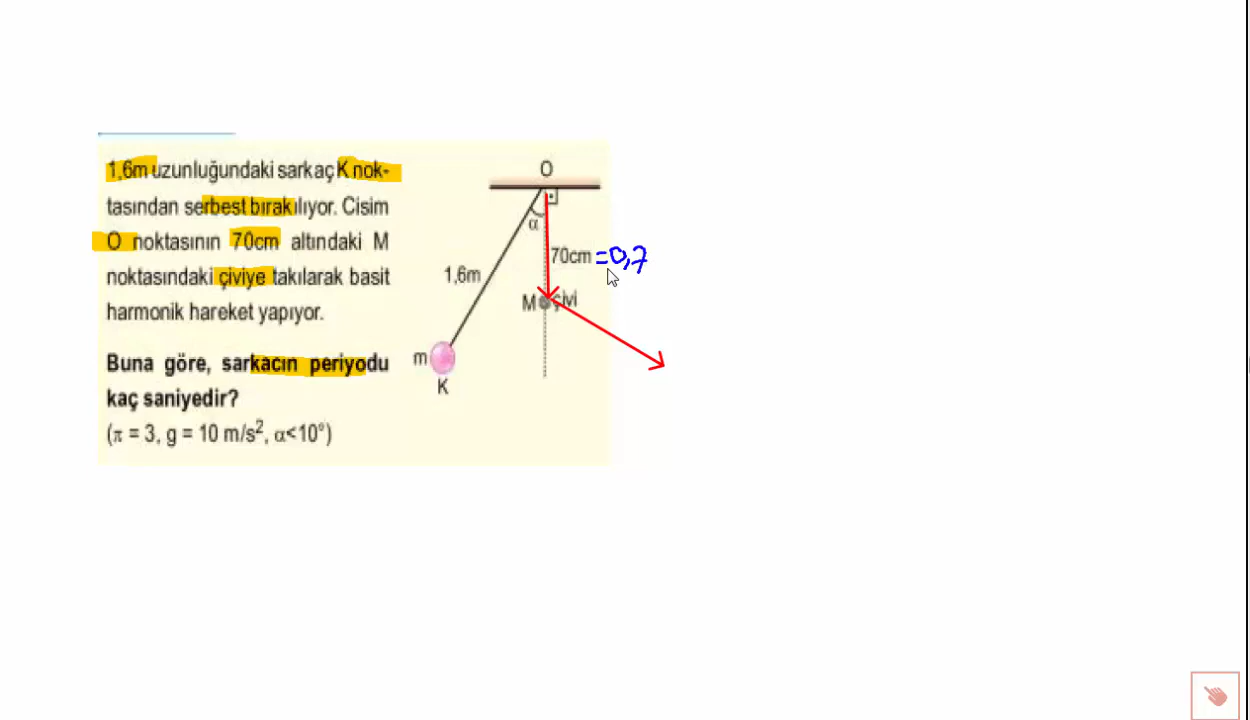 1,6m uzunluğundaki sarkaç K nok-
tasından serbest bırakılıyor. Cisim
O noktasının 70cm altındaki M
noktasındaki çiviye takılarak basit
harmonik hareket yapıyor.
Buna göre, sarkacın periyodu
kaç saniyedir?
(π = 3, g = 10 m/s², α<10°)
O
α
70cm =0,7
1,6m
M çivi
m
K